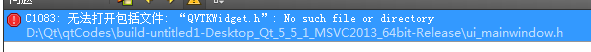 问题
C1083: 无法打开包括文件: “QVTKWidget.h”: No such file or directory
D:\Qt\qtCodes\build-untitled1-Desktop_Qt_5_5_1_MSVC2013_64bit-Release\ui_mainwindow.h